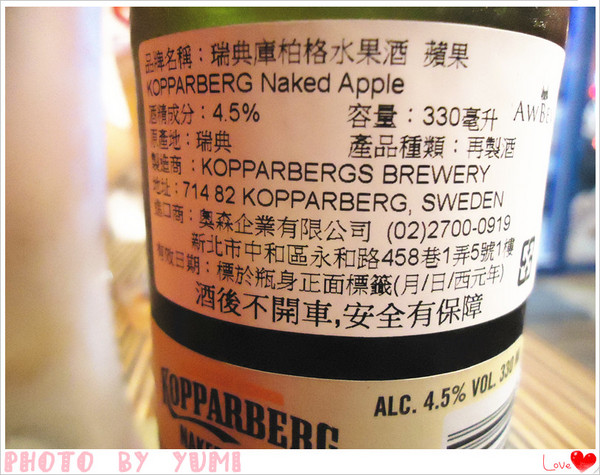 品牌名稱：瑞典庫柏格水果酒 蘋果
KOPPARBERG Naked Apple
酒精成分：4.5% 容量：330毫升
原產地：瑞典 產品種類：再製酒
製造商：KOPPARBERGS BREWERY
地址：714 82 KOPPARBERG, SWEDEN
進口商：奧森企業有限公司 (02)2700-0919
新北市中和區永和路458巷1弄5號1樓
有效日期：標於瓶身正面標籤(月/日/西元年)
酒後不開車,安全有保障
ALC. 4.5% VOL. 330
KOPPARBERG
PHOTO BY YUMI
Love